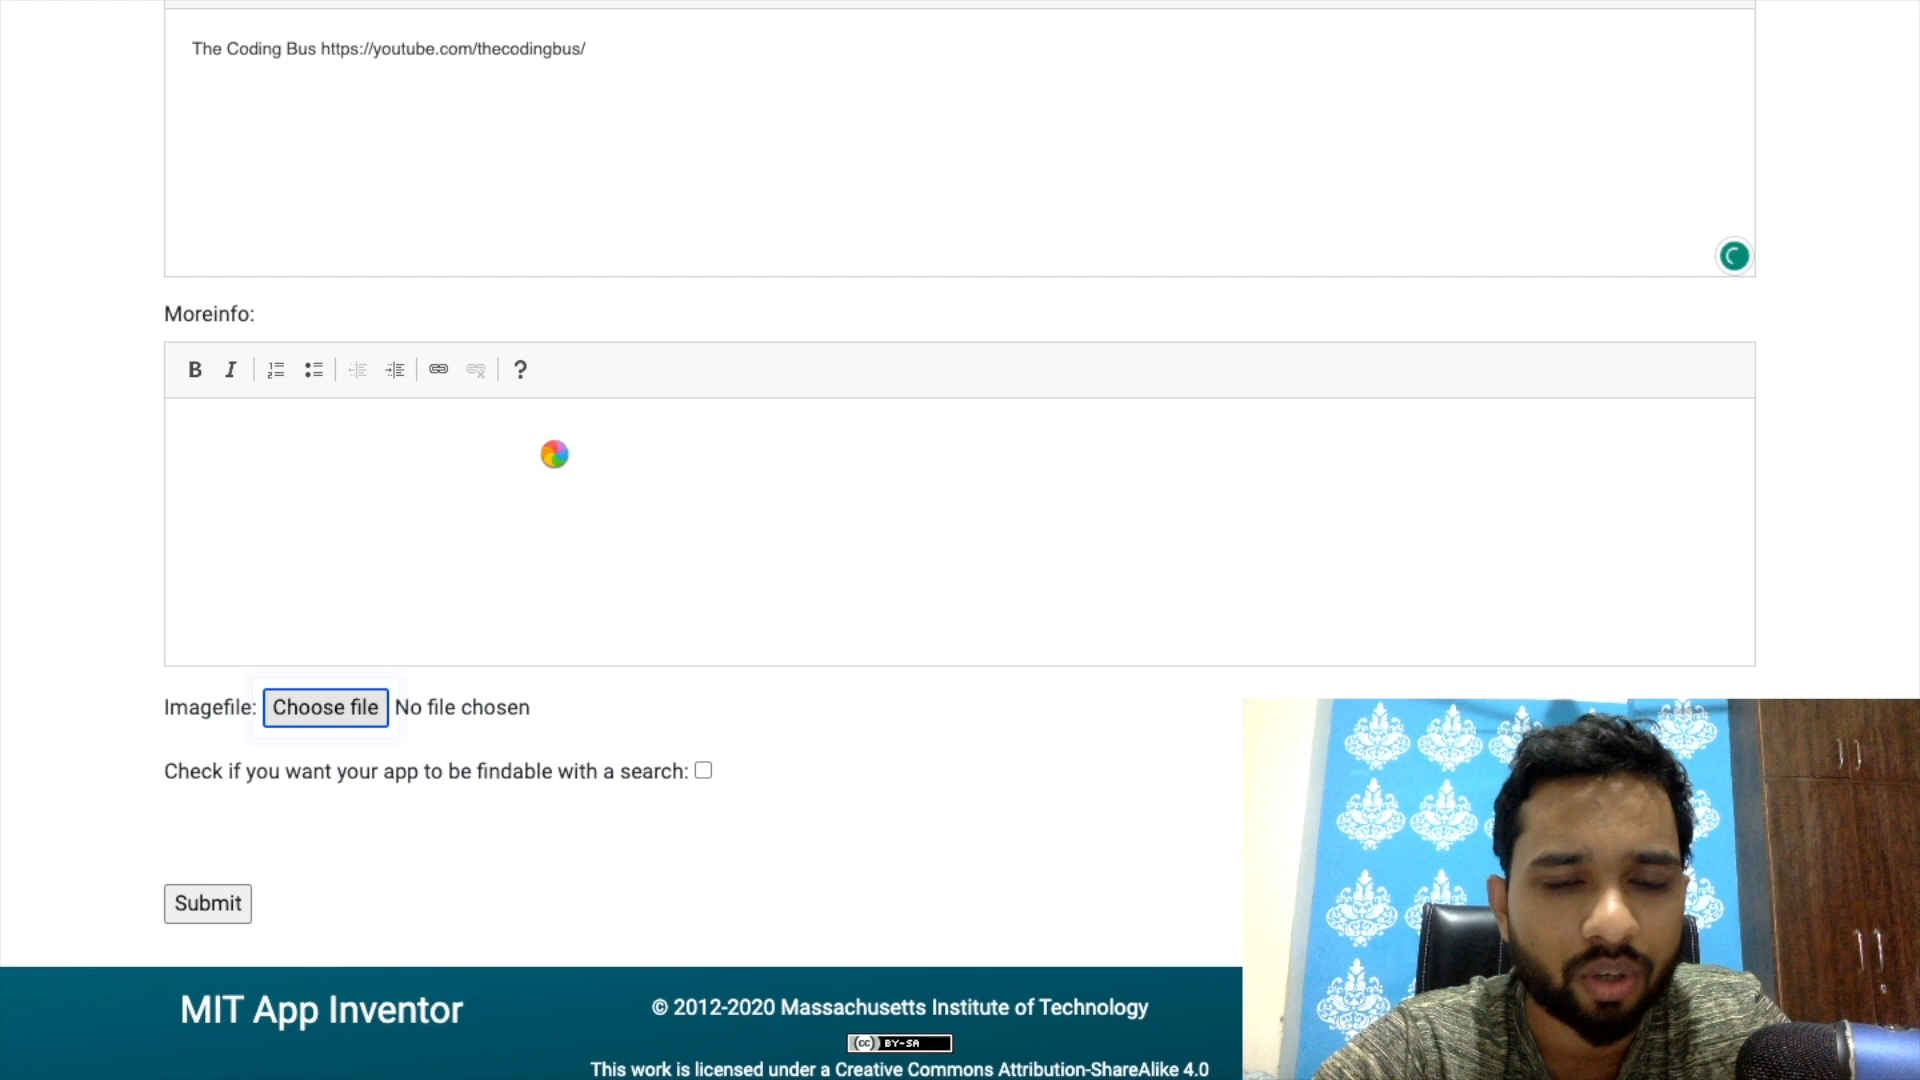 The Coding Bus https://youtube.com/thecodingbus/
Moreinfo:
B I ?
Imagefile: Choose file No file chosen
Check if you want your app to be findable with a search:
Submit
MIT App Inventor
© 2012-2020 Massachusetts Institute of Technology
(cc) BY-SA
This work is licensed under a Creative Commons Attribution-ShareAlike 4.0